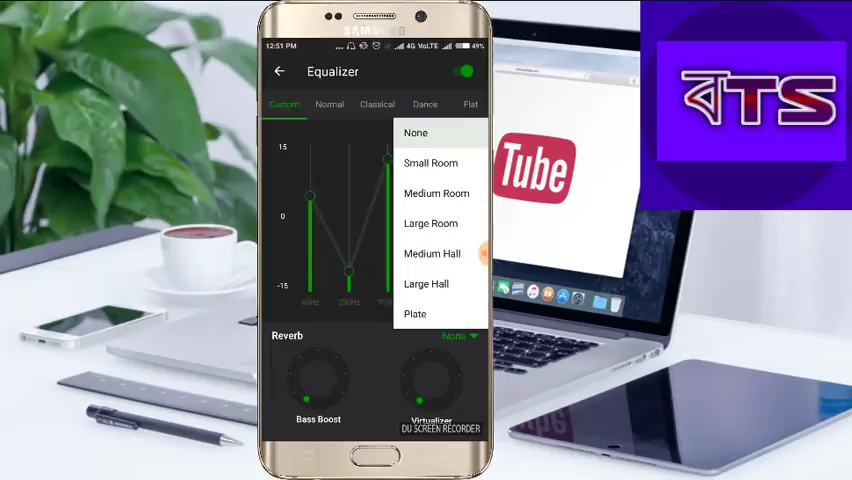 SAMSUNG
12:51 PM
4G VoLTE
49%
Equalizer
Custom
Normal
Classical
Dance
Flat
15
0
-15
60Hz
230Hz
None
Small Room
Medium Room
Large Room
Medium Hall
Large Hall
Plate
Reverb
None
Bass Boost
Virtualizer
DU SCREEN RECORDER
Tube
বTS